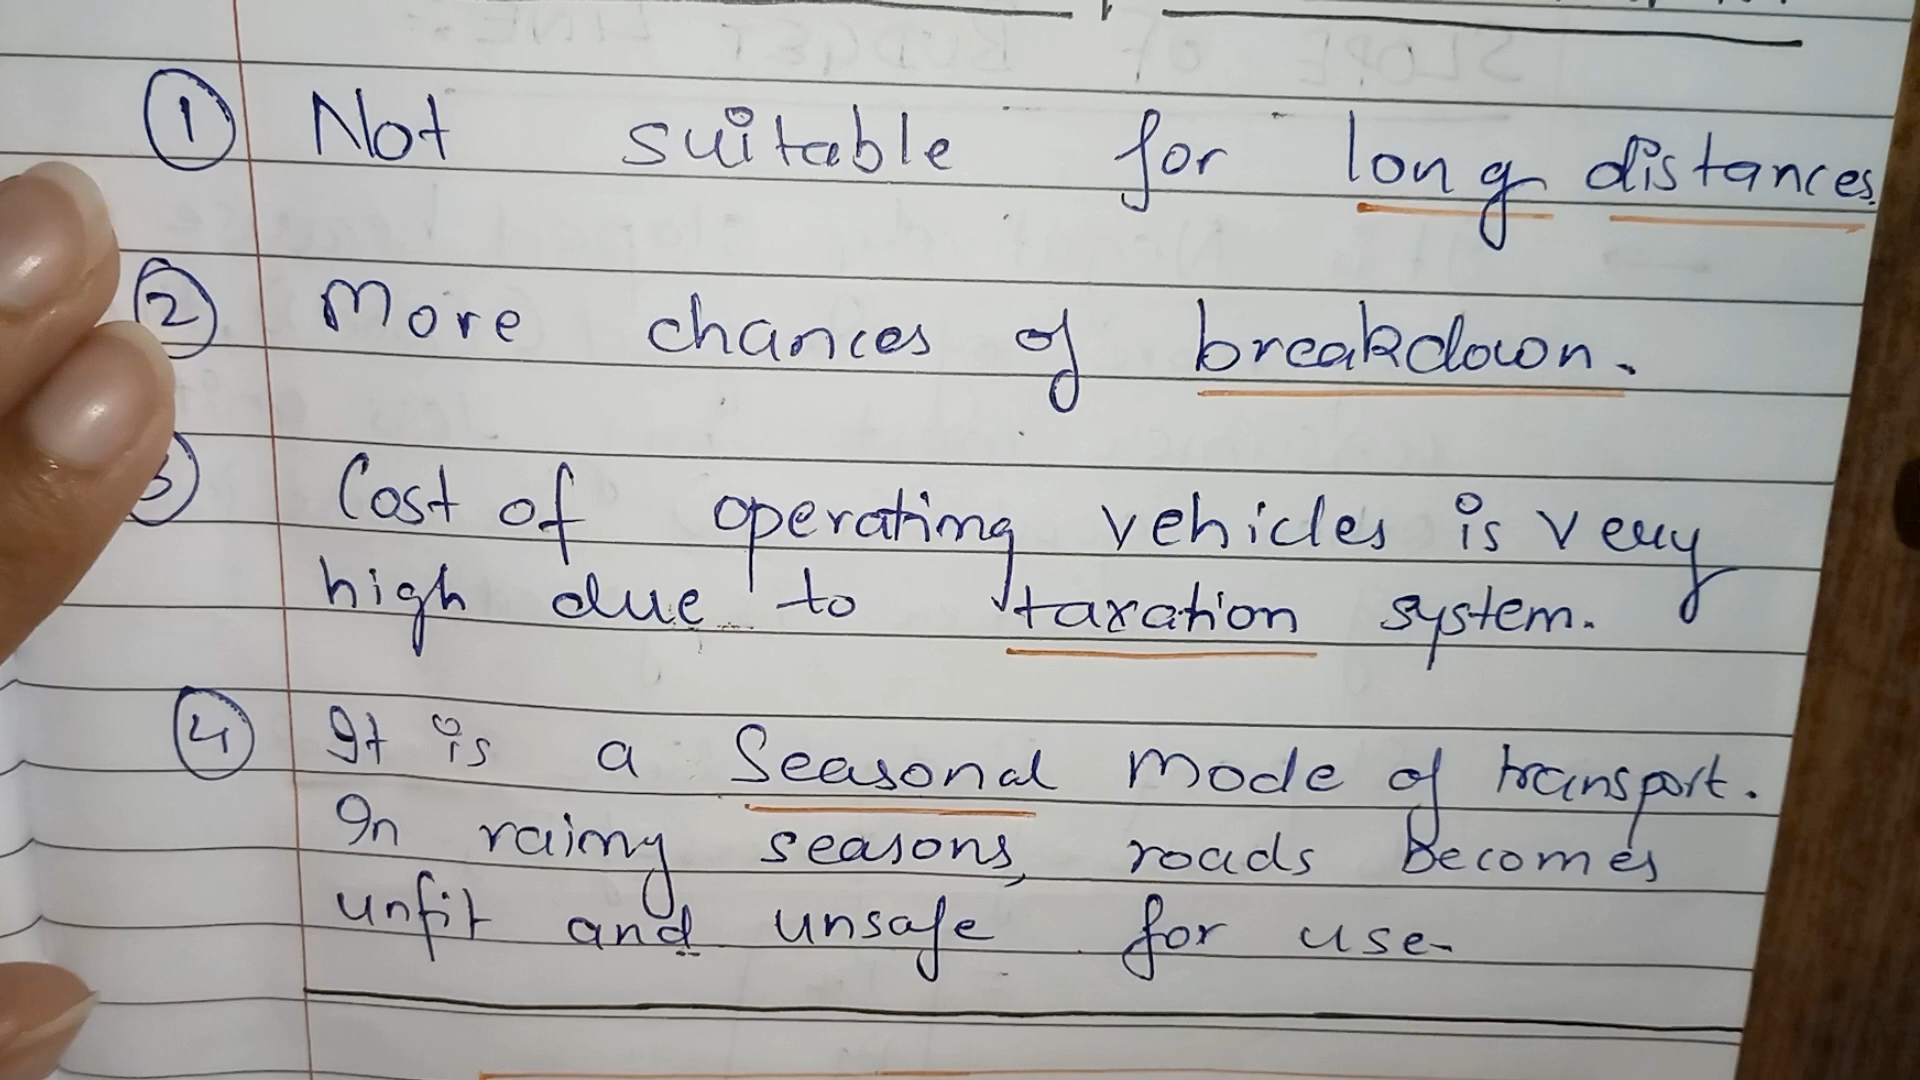 ① Not suitable for long distances.
② More chances of breakdown.
③ Cost of operating vehicles is very
high due to taxation system.
④ It is a Seasonal mode of transport.
In rainy seasons, roads becomes
unfit and unsafe for use.